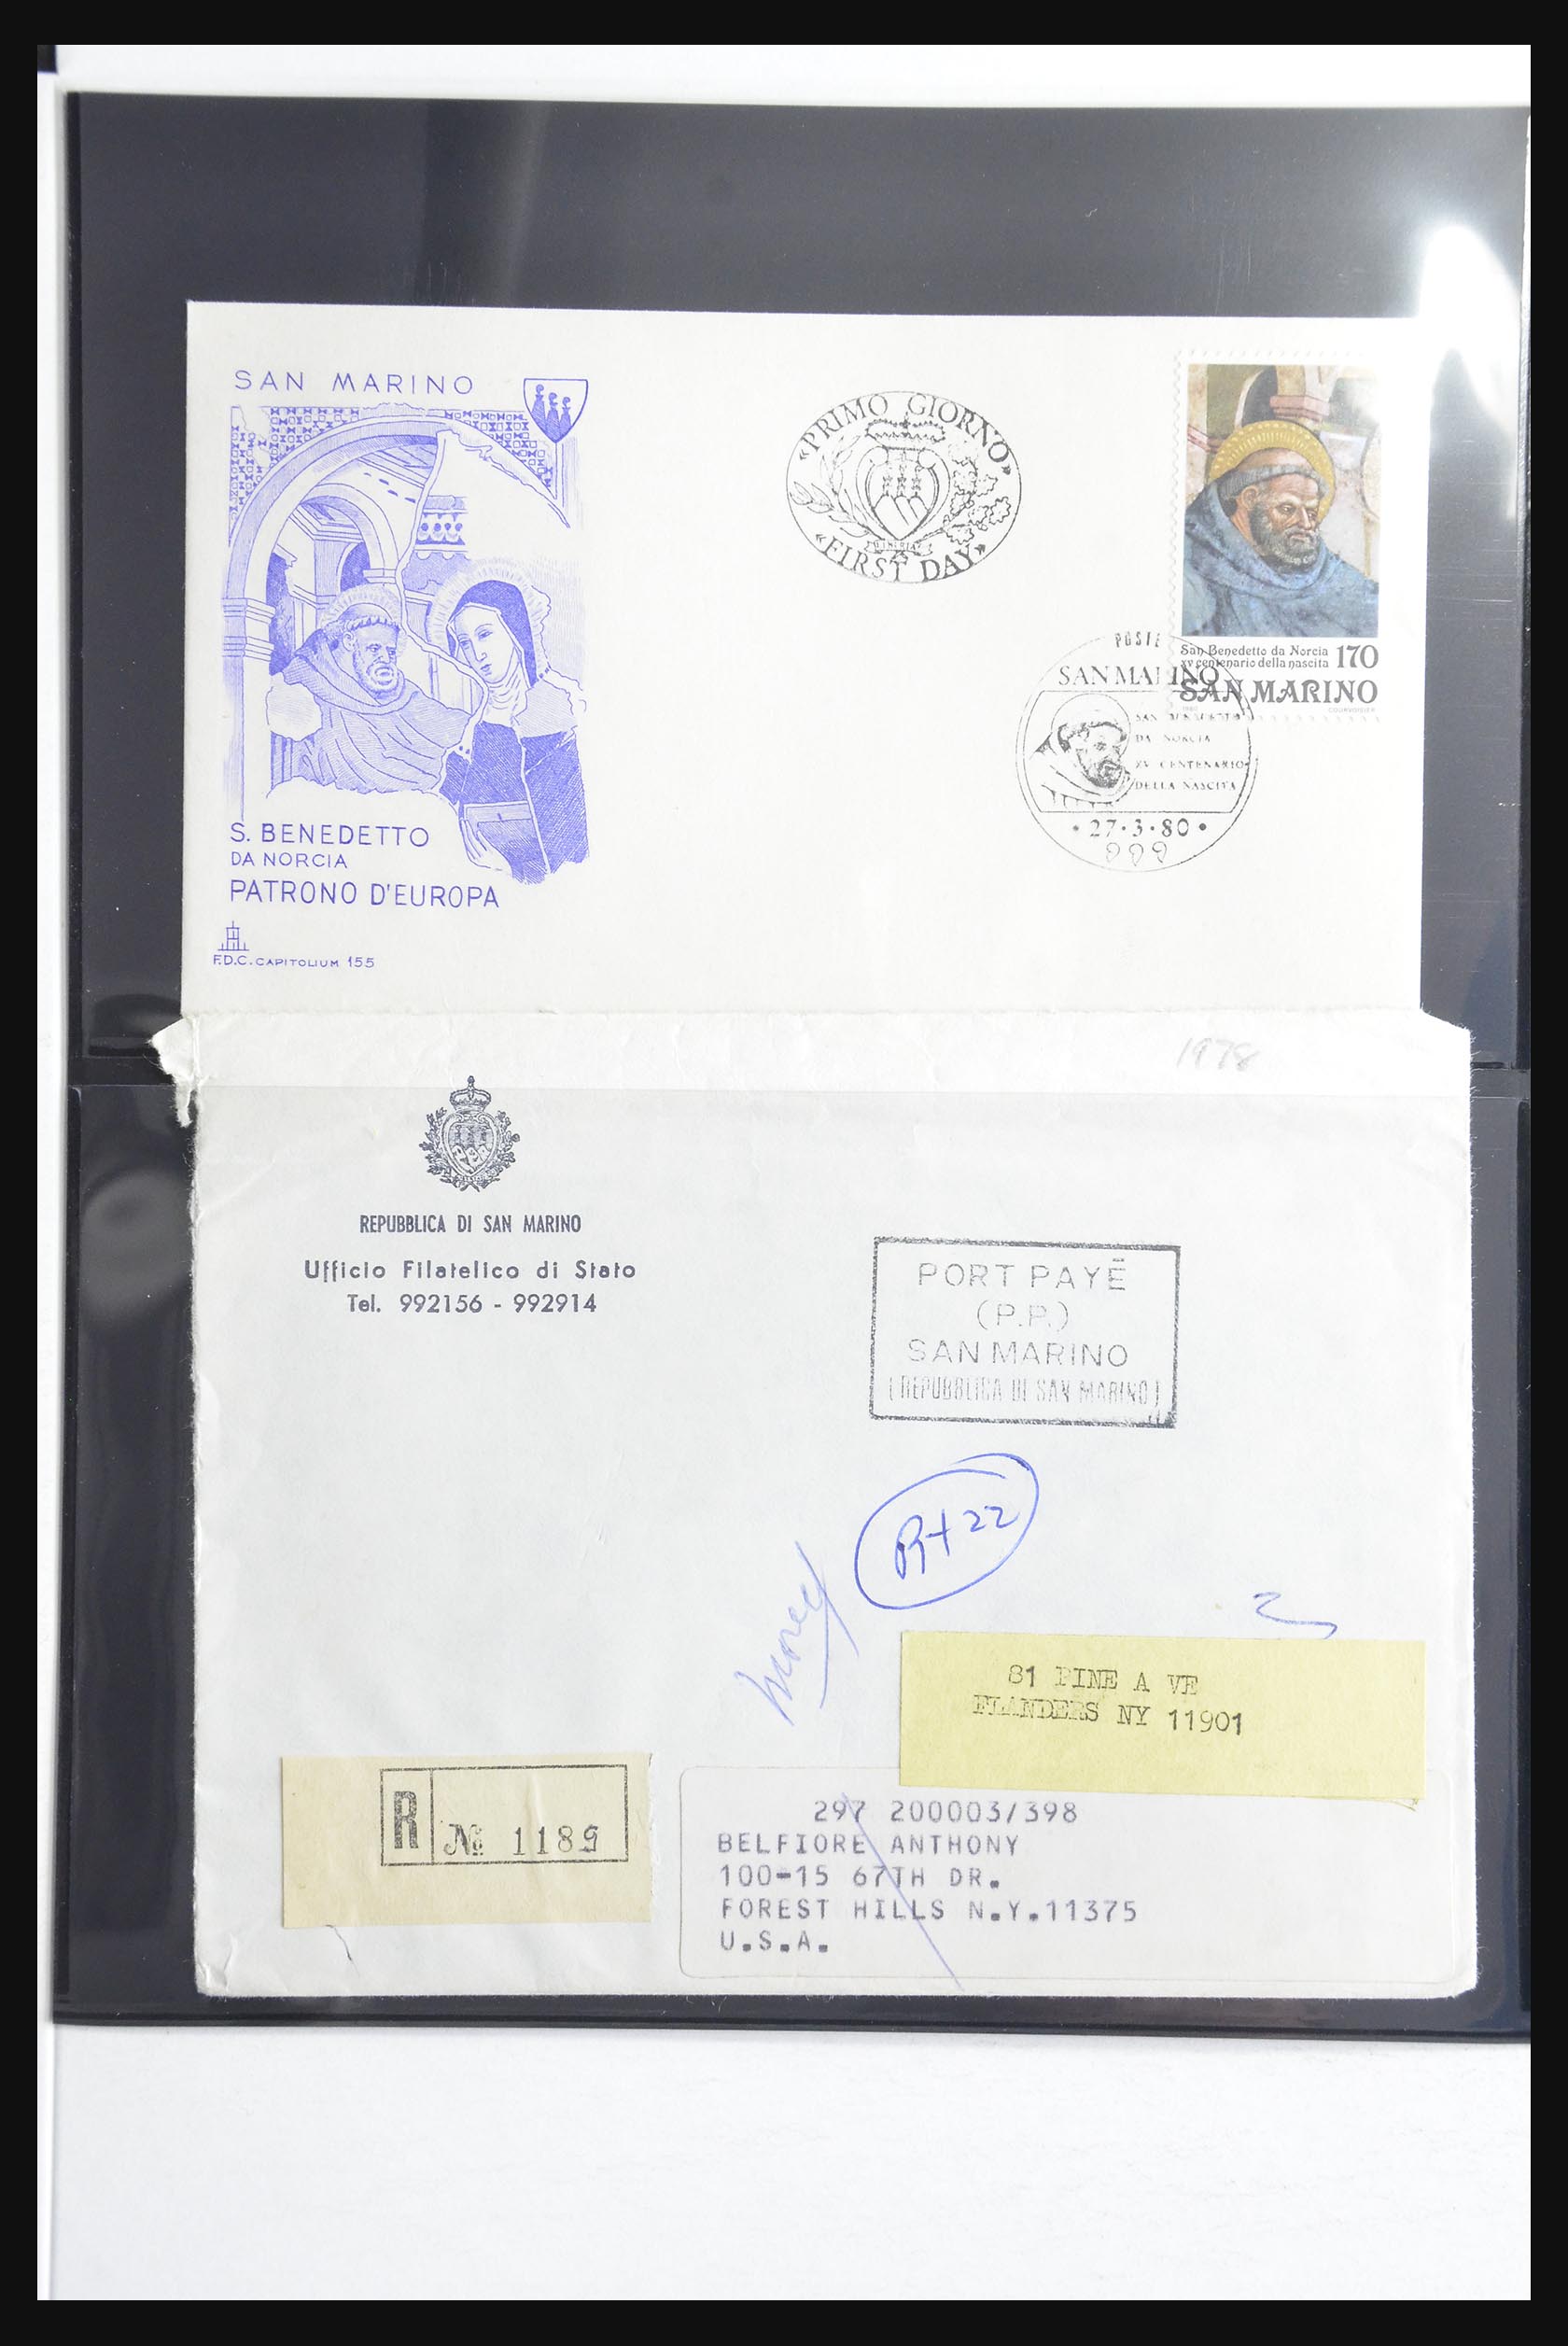 SAN MARINO
S. BENEDETTO
DA NORCIA
PATRONO D'EUROPA
F.D.C. CAPITOLIUM 155
«PRIMO GIORNO»
«FIRST DAY»
San Benedetto da Norcia
xv centenario della nascita 170
SAN MARINO
COURVOISIER
POSTE
SAN MARINO
SAN BENEDETTO
DA NORCIA
XV CENTENARIO
DELLA NASCITA
•27•3•80•
1978
REPUBBLICA DI SAN MARINO
Ufficio Filatelico di Stato
Tel. 992156 - 992914
PORT PAYÉ
(P.P.)
SAN MARINO
(REPUBBLICA DI SAN MARINO)
Rt 22
81 PINE A VE
FLANDERS NY 11901
R No 1189
297 200003/398
BELFIORE ANTHONY
100-15 67TH DR.
FOREST HILLS N.Y.11375
U.S.A.